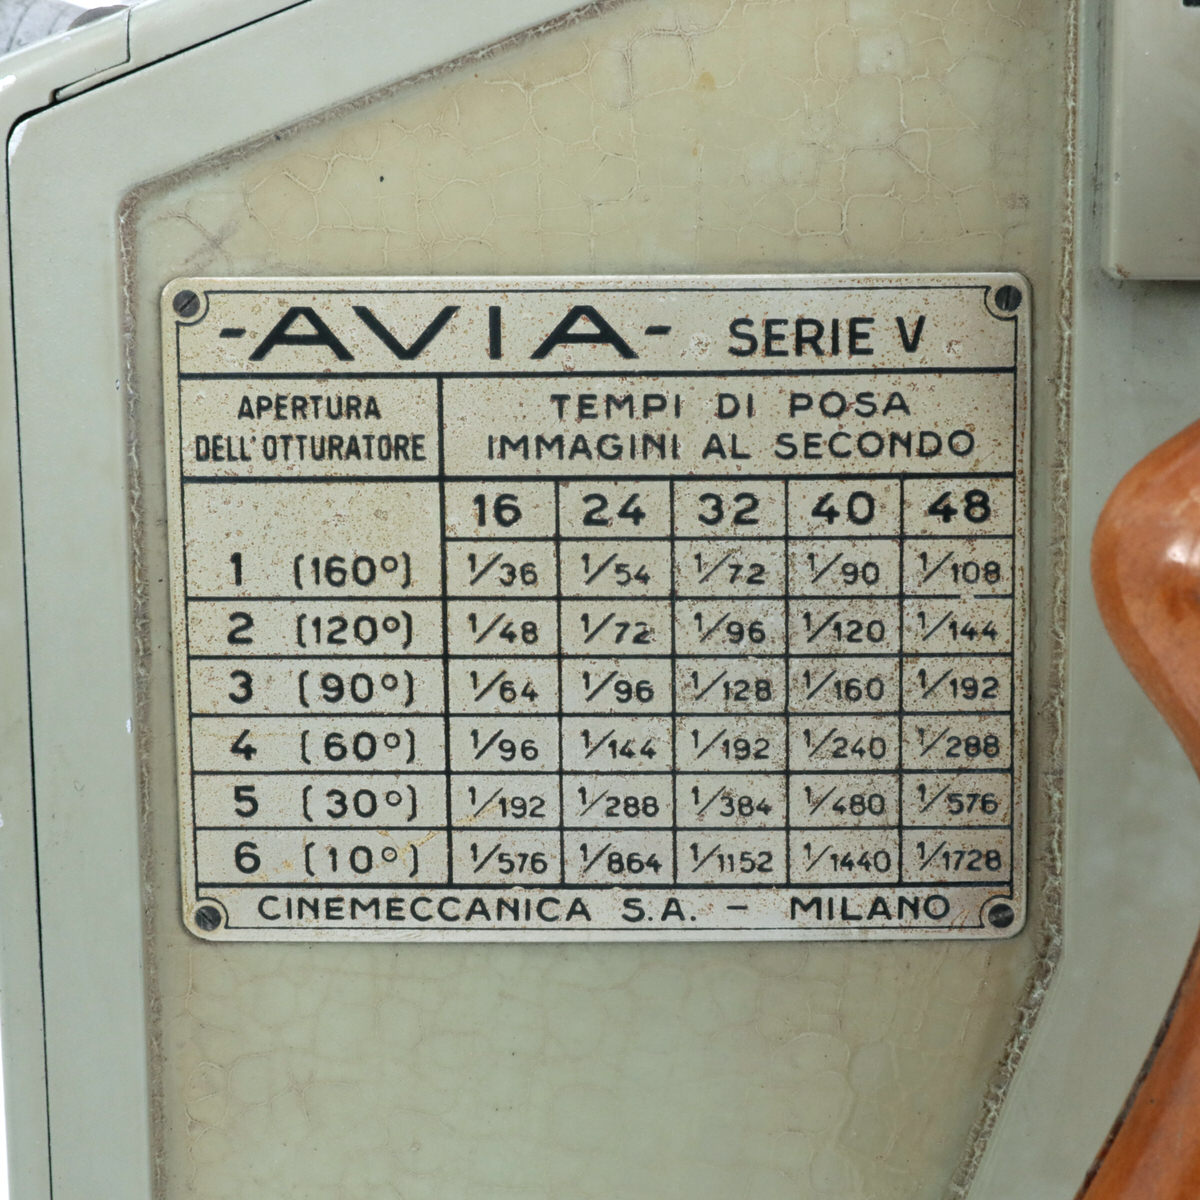 -AVIA- SERIE V
APERTURA
DELL'OTTURATORE
TEMPI DI POSA
IMMAGINI AL SECONDO
16 24 32 40 48
1 (160°) 1/36 1/54 1/72 1/90 1/108
2 (120°) 1/48 1/72 1/96 1/120 1/144
3 (90°) 1/64 1/96 1/128 1/160 1/192
4 (60°) 1/96 1/144 1/192 1/240 1/288
5 (30°) 1/192 1/288 1/384 1/480 1/576
6 (10°) 1/576 1/864 1/1152 1/1440 1/1728
CINEMECCANICA S.A. - MILANO